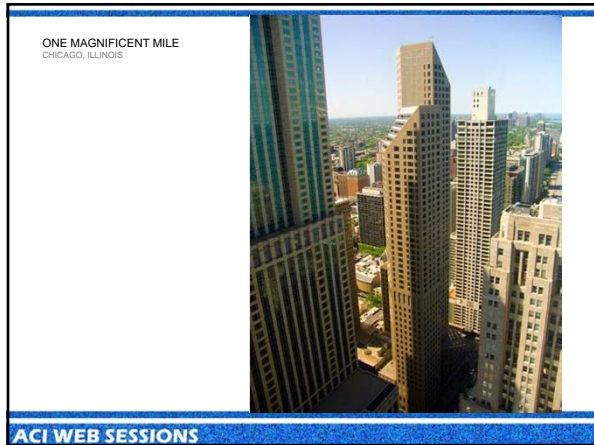 ONE MAGNIFICENT MILE
CHICAGO, ILLINOIS
ACI WEB SESSIONS